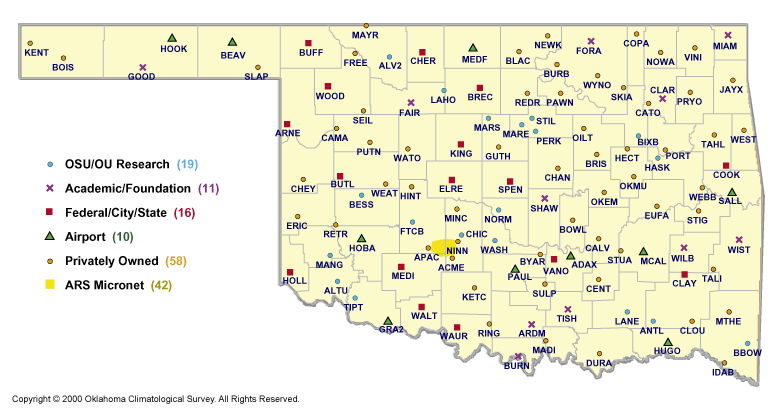 MAYR
KENT
HOOK
BUFF
NEWK
COPA
MIAM
BOIS
BEAV
FREE
ALV2
CHER
MEDF
BLAC
FORA
NOWA
VINI
GOOD
SLAP
BURB
WYNO
WOOD
LAHO
BREC
REDR
PAWN
SKIA
CLAR
PRYO
JAYX
FAIR
CATO
SEIL
ARNE
CAMA
MARS
MARE
STIL
PERK
OILT
BIXB
TAHL
WEST
PUTN
WATO
KING
GUTH
BRIS
HECT
PORT
HASK
COOK
CHEY
BUTL
WEAT
HINT
ELRE
SPEN
CHAN
OKMU
WEBB
SALL
BESS
SHAW
OKEM
ERIC
MINC
NORM
EUFA
STIG
RETR
FTCB
CHIC
BOWL
HOBA
NINN
WASH
CALV
WIST
MANG
APAC
ACME
BYAR
VANO
ADAX
STUA
MCAL
WILB
HOLL
MEDI
PAUL
SULP
CENT
CLAY
TALI
ALTU
KETC
TIPT
WALT
TISH
LANE
MTHE
GRA2
WAUR
RING
ARDM
ANTL
CLOU
MADI
HUGO
BBOW
BURN
DURA
IDAB
OSU/OU Research (19)
Academic/Foundation (11)
Federal/City/State (16)
Airport (10)
Privately Owned (58)
ARS Micronet (42)
Copyright © 2000 Oklahoma Climatological Survey. All Rights Reserved.